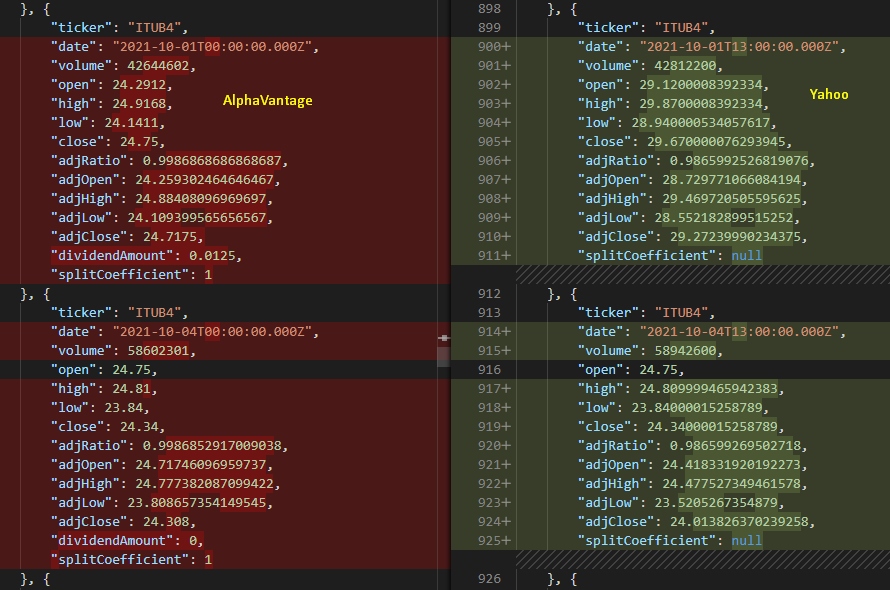 }, {
"ticker": "ITUB4",
"date": "2021-10-01T00:00:00.000Z",
"volume": 42644602,
"open": 24.2912,
"high": 24.9168,
"low": 24.1411,
"close": 24.75,
"adjRatio": 0.9986868686868687,
"adjOpen": 24.259302464646467,
"adjHigh": 24.88408096969697,
"adjLow": 24.109399565656567,
"adjClose": 24.7175,
"dividendAmount": 0.0125,
"splitCoefficient": 1
}, {
"ticker": "ITUB4",
"date": "2021-10-04T00:00:00.000Z",
"volume": 58602301,
"open": 24.75,
"high": 24.81,
"low": 23.84,
"close": 24.34,
"adjRatio": 0.9986852917009038,
"adjOpen": 24.71746096959737,
"adjHigh": 24.777382087099422,
"adjLow": 23.808657354149545,
"adjClose": 24.308,
"dividendAmount": 0,
"splitCoefficient": 1
}, {
AlphaVantage
898 }, {
899 "ticker": "ITUB4",
900+ "date": "2021-10-01T13:00:00.000Z",
901+ "volume": 42812200,
902+ "open": 29.1200008392334,
903+ "high": 29.8700008392334,
904+ "low": 28.940000534057617,
905+ "close": 29.670000076293945,
906+ "adjRatio": 0.9865992526819076,
907+ "adjOpen": 28.729771066084194,
908+ "adjHigh": 29.469720505595625,
909+ "adjLow": 28.552182899515252,
910+ "adjClose": 29.27239990234375,
911+ "splitCoefficient": null
912 }, {
913 "ticker": "ITUB4",
914+ "date": "2021-10-04T13:00:00.000Z",
915+ "volume": 58942600,
916 "open": 24.75,
917+ "high": 24.809999465942383,
918+ "low": 23.84000015258789,
919+ "close": 24.34000015258789,
920+ "adjRatio": 0.986599269502718,
921+ "adjOpen": 24.418331920192273,
922+ "adjHigh": 24.477527349461578,
923+ "adjLow": 23.5205267354879,
924+ "adjClose": 24.013826370239258,
925+ "splitCoefficient": null
926 }, {
Yahoo